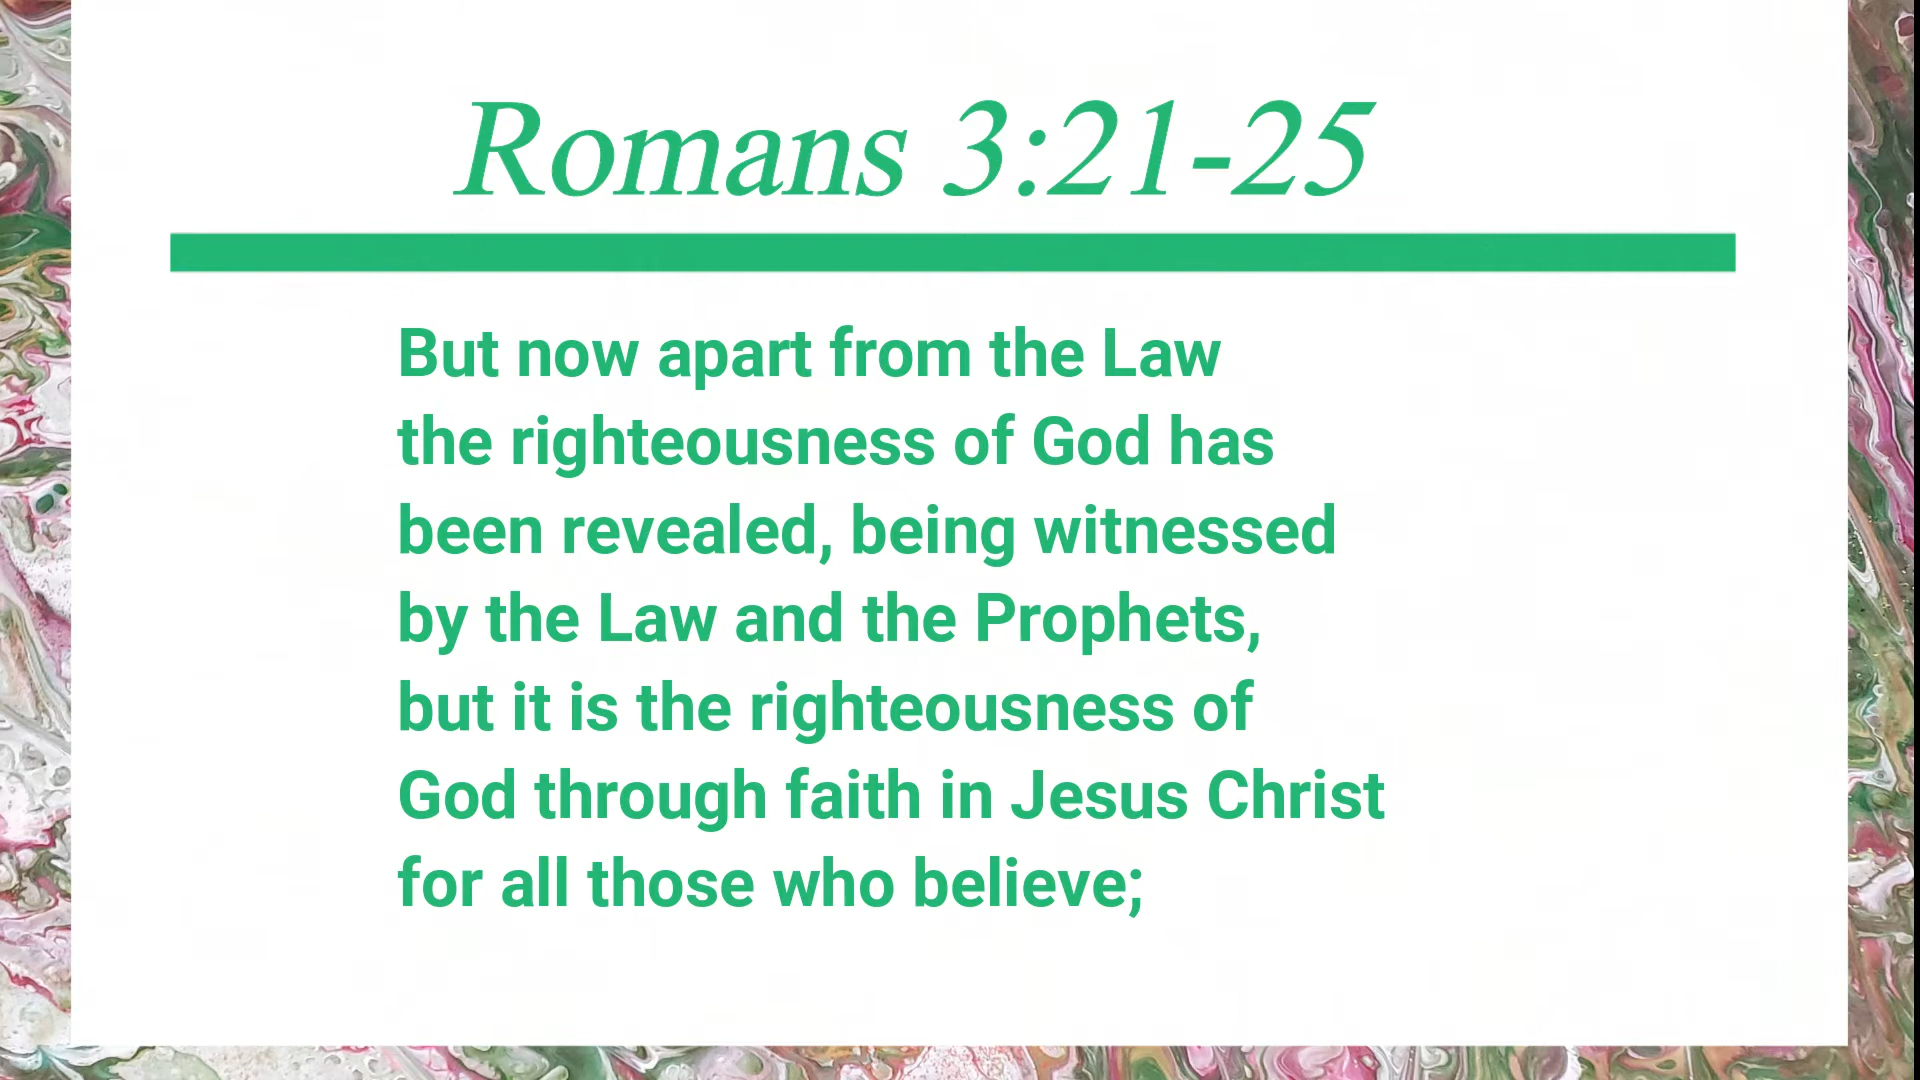 Romans 3:21-25
But now apart from the Law
the righteousness of God has
been revealed, being witnessed
by the Law and the Prophets,
but it is the righteousness of
God through faith in Jesus Christ
for all those who believe;